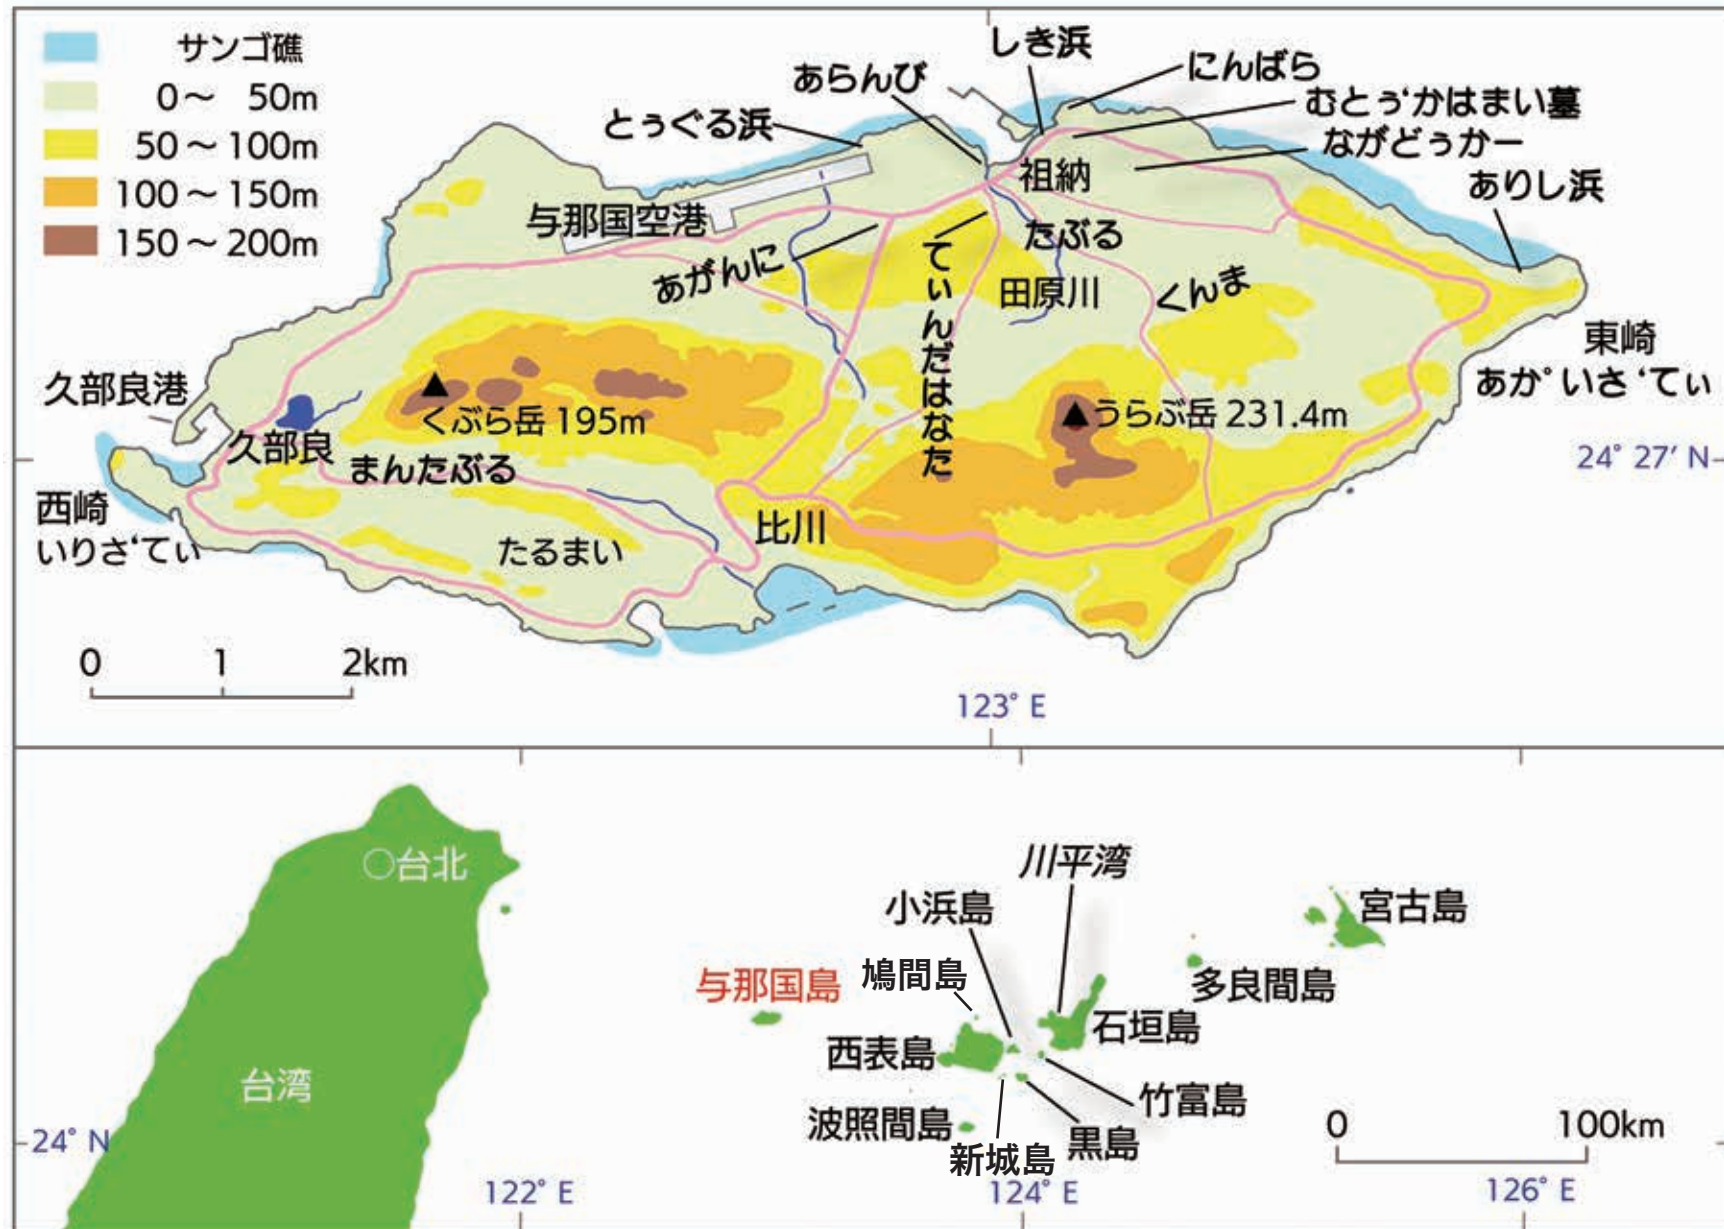 サンゴ礁
0～ 50m
50～100m
100～150m
150～200m
しき浜
あらんび
にんばら
とぅぐる浜
むとぅ‘かはまい墓
ながどぅかー
ありし浜
祖納
与那国空港
たぶる
あがんに
てぃんだはなた
田原川
くんま
東崎
あか°いさ‘てぃ
久部良港
くぶら岳 195m
うらぶ岳 231.4m
久部良
まんたぶる
24° 27′ N
西崎
いりさ‘てぃ
比川
たるまい
0 1 2km
123° E
台北
川平湾
小浜島
宮古島
鳩間島
与那国島
多良間島
石垣島
西表島
台湾
竹富島
波照間島
黒島
新城島
0 100km
24° N
122° E
124° E
126° E